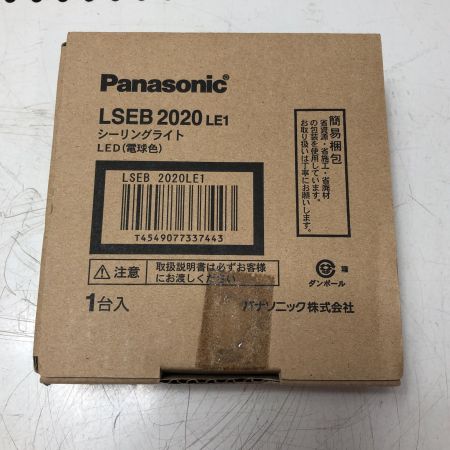 Panasonic®
LSEB 2020 LE1
シーリングライト
LED(電球色)
LSEB 2020LE1
T4549077337443
簡易梱包
省資源・省施工・省廃材
の包装を使用しています。
お取り扱いは丁寧にお願いします。
注意
取扱説明書は必ずお客様
にお渡しください
1台入
箱
ダンボール
パナソニック株式会社